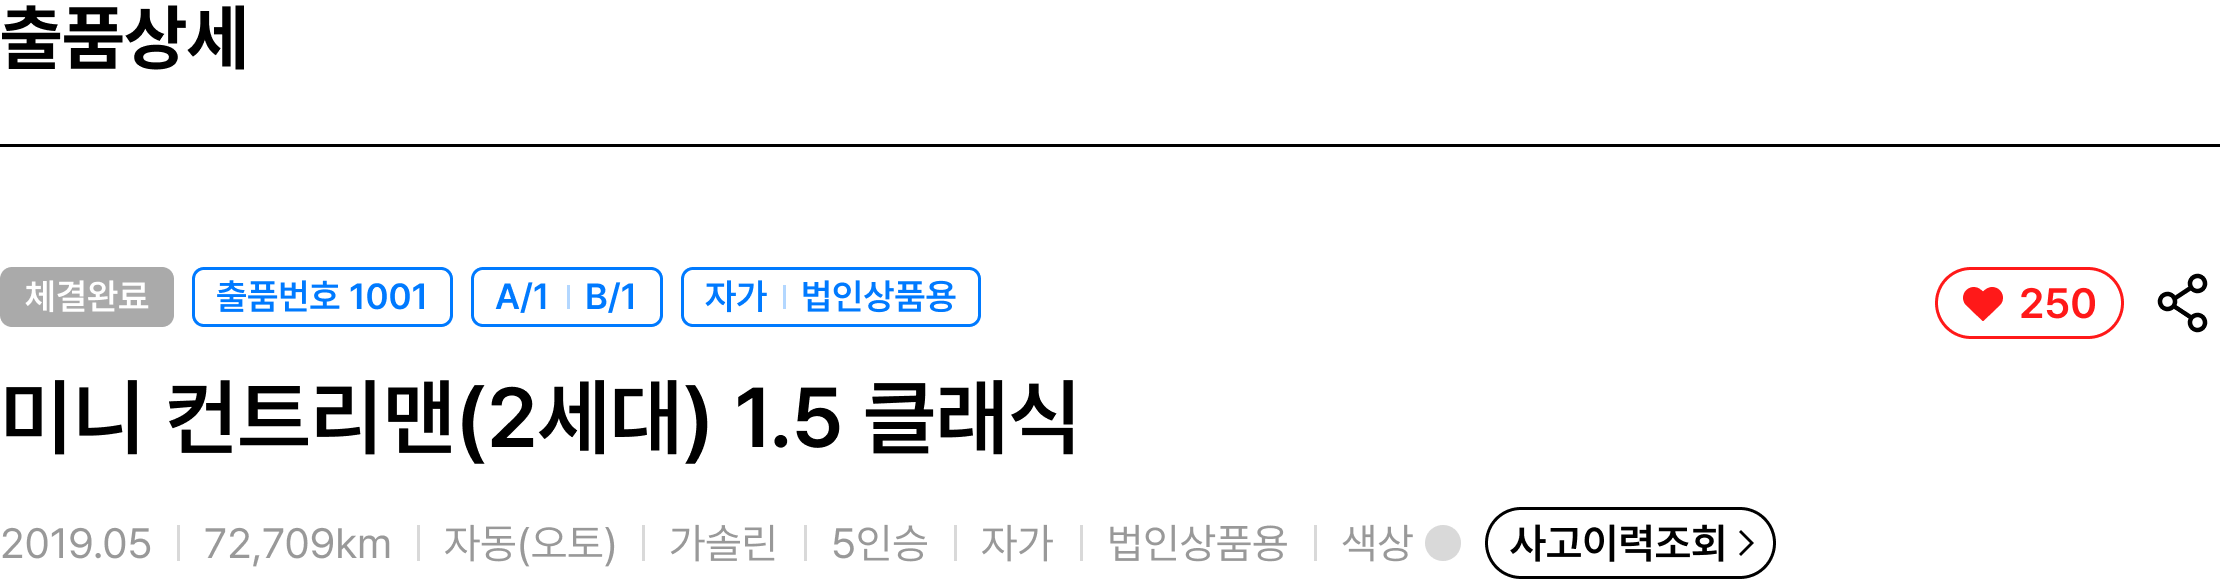 출품상세
체결완료 출품번호 1001 A/1 | B/1 자가 | 법인상품용 250
미니 컨트리맨(2세대) 1.5 클래식
2019.05 | 72,709km | 자동(오토) | 가솔린 | 5인승 | 자가 | 법인상품용 | 색상 사고이력조회 >